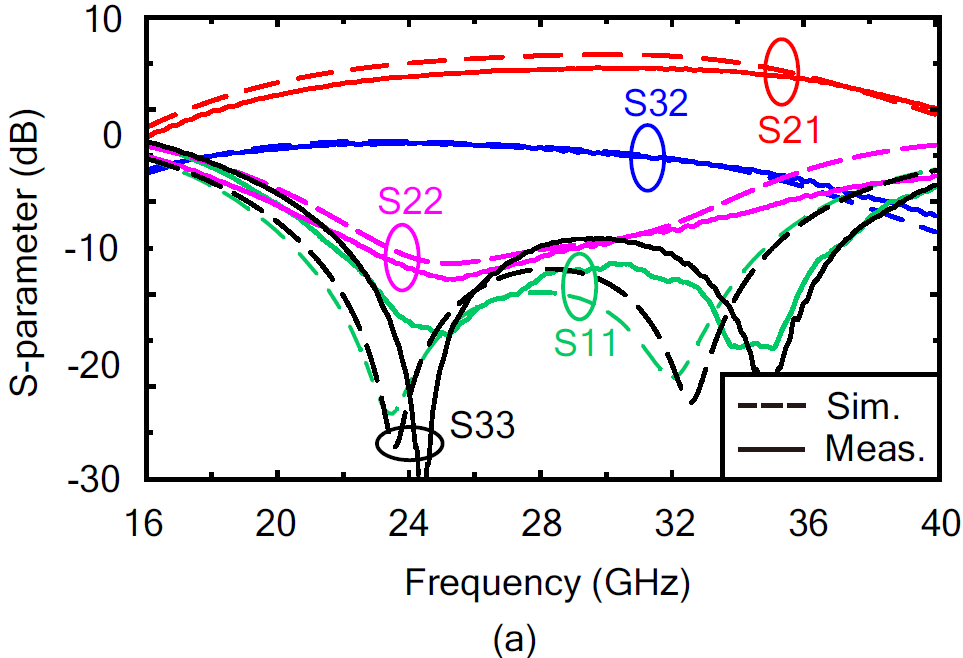 10
0
-10
-20
-30
S-parameter (dB)
S32
S21
S22
S11
S33
Sim.
Meas.
16 20 24 28 32 36 40
Frequency (GHz)
(a)